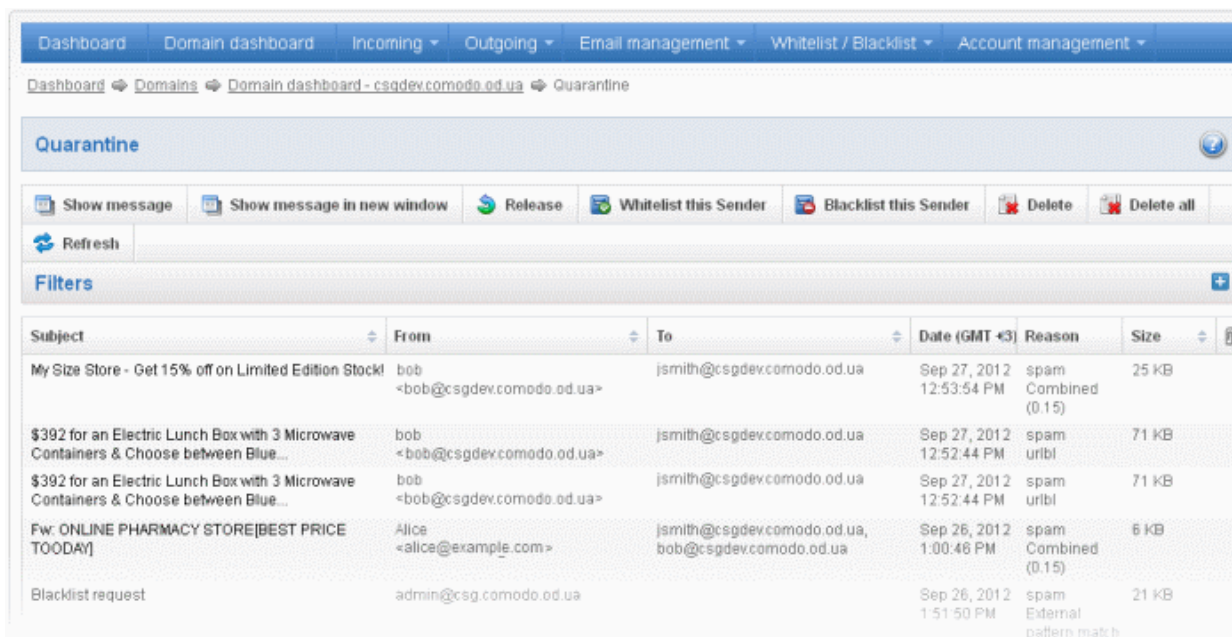 Dashboard Domain dashboard Incoming Outgoing Email management Whitelist / Blacklist Account management
Dashboard Domains Domain dashboard - csgdev.comodo.od.ua Quarantine
Quarantine
Show message Show message in new window Release Whitelist this Sender Blacklist this Sender Delete Delete all
Refresh
Filters
Subject From To Date (GMT +3) Reason Size
My Size Store - Get 15% off on Limited Edition Stock! bob jsmith@csgdev.comodo.od.ua Sep 27, 2012 spam 25 KB
<bob@csgdev.comodo.od.ua> 12:53:54 PM Combined
(0.15)
$392 for an Electric Lunch Box with 3 Microwave bob jsmith@csgdev.comodo.od.ua Sep 27, 2012 spam 71 KB
Containers & Choose between Blue... <bob@csgdev.comodo.od.ua> 12:52:44 PM urlbl
$392 for an Electric Lunch Box with 3 Microwave bob jsmith@csgdev.comodo.od.ua Sep 27, 2012 spam 71 KB
Containers & Choose between Blue... <bob@csgdev.comodo.od.ua> 12:52:44 PM urlbl
Fw: ONLINE PHARMACY STORE[BEST PRICE Alice jsmith@csgdev.comodo.od.ua, Sep 26, 2012 spam 6 KB
TOODAY] <alice@example.com> bob@csgdev.comodo.od.ua 1:00:46 PM Combined
(0.15)
Blacklist request admin@csg.comodo.od.ua Sep 26, 2012 spam 21 KB
1:51:50 PM External
pattern match